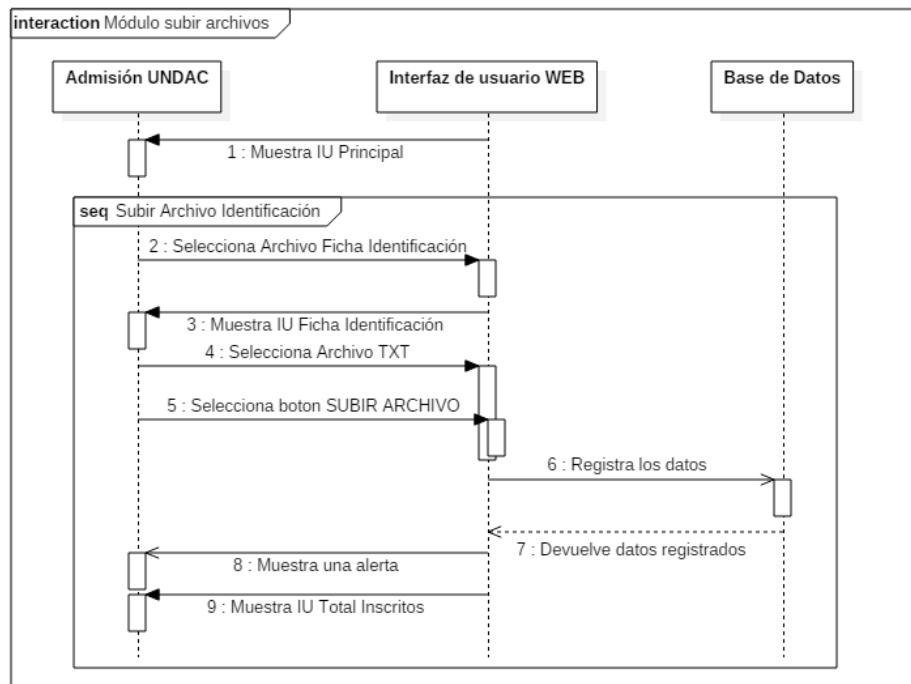 interaction Módulo subir archivos
Admisión UNDAC
Interfaz de usuario WEB
Base de Datos
1 : Muestra IU Principal
seq Subir Archivo Identificación
2 : Selecciona Archivo Ficha Identificación
3 : Muestra IU Ficha Identificación
4 : Selecciona Archivo TXT
5 : Selecciona boton SUBIR ARCHIVO
6 : Registra los datos
7 : Devuelve datos registrados
8 : Muestra una alerta
9 : Muestra IU Total Inscritos